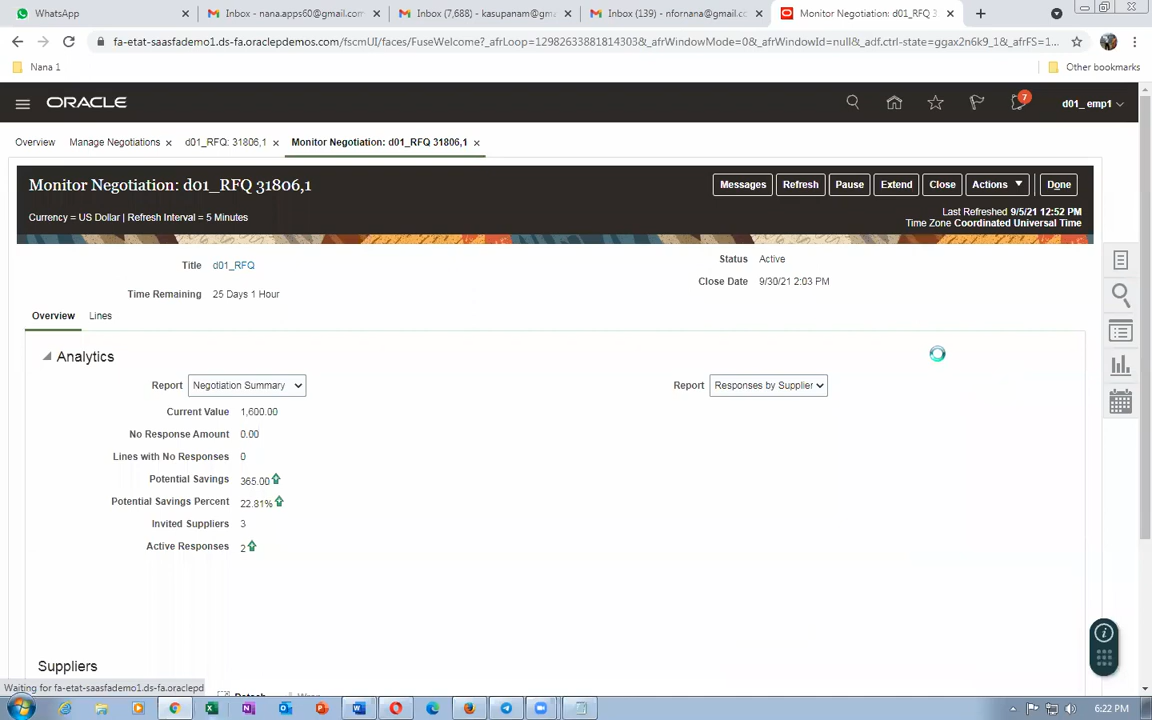 WhatsApp
Inbox - nana.apps60@gmail.com
Inbox (7,688) - kasupanam@gma
Inbox (139) - nfornana@gmail.cc
Monitor Negotiation: d01_RFQ 3
fa-etat-saasfademo1.ds-fa.oraclepdemos.com/fscmUI/faces/FuseWelcome?_afrLoop=12982633881814303&_afrWindowMode=0&_afrWindowId=null&_adf.ctrl-state=ggax2n6k9_1&_afrFS=1...
Nana 1
Other bookmarks
ORACLE
7
d01_ emp1
Overview
Manage Negotiations
d01_RFQ: 31806,1
Monitor Negotiation: d01_RFQ 31806,1
Monitor Negotiation: d01_RFQ 31806,1
Messages
Refresh
Pause
Extend
Close
Actions
Done
Currency = US Dollar | Refresh Interval = 5 Minutes
Last Refreshed 9/5/21 12:52 PM
Time Zone Coordinated Universal Time
Title d01_RFQ
Status Active
Close Date 9/30/21 2:03 PM
Time Remaining 25 Days 1 Hour
Overview
Lines
Analytics
Report Negotiation Summary
Report Responses by Supplier
Current Value 1,600.00
No Response Amount 0.00
Lines with No Responses 0
Potential Savings 365.00
Potential Savings Percent 22.81%
Invited Suppliers 3
Active Responses 2
Suppliers
Detach
Wrap
Waiting for fa-etat-saasfademo1.ds-fa.oraclepd
6:22 PM